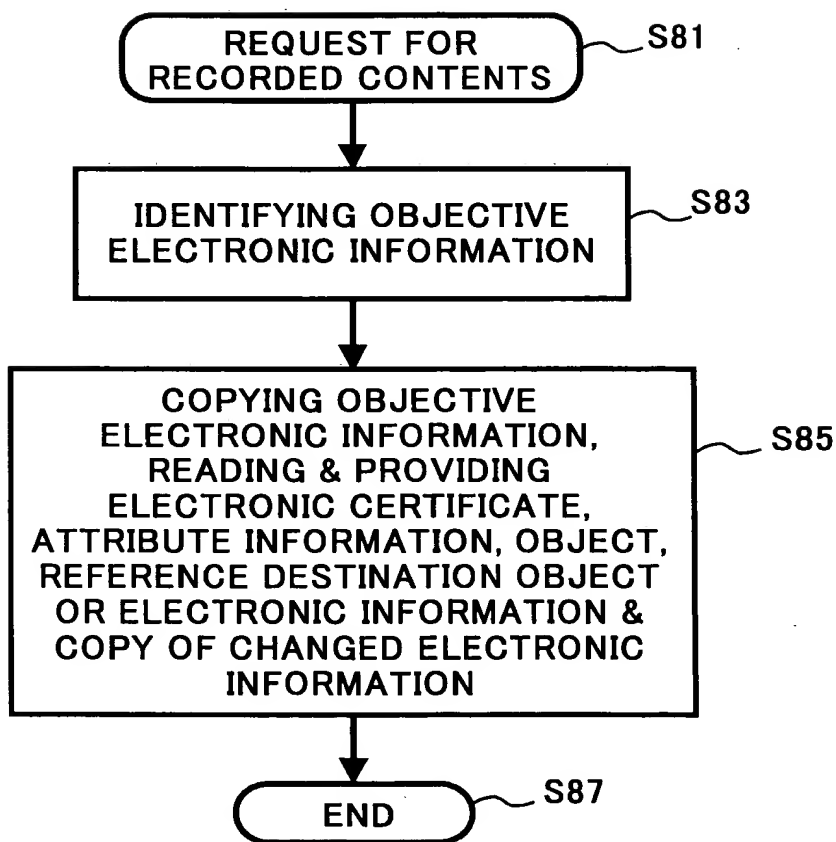 REQUEST FOR
RECORDED CONTENTS
S81
IDENTIFYING OBJECTIVE
ELECTRONIC INFORMATION
S83
COPYING OBJECTIVE
ELECTRONIC INFORMATION,
READING & PROVIDING
ELECTRONIC CERTIFICATE,
ATTRIBUTE INFORMATION, OBJECT,
REFERENCE DESTINATION OBJECT
OR ELECTRONIC INFORMATION &
COPY OF CHANGED ELECTRONIC
INFORMATION
S85
END
S87